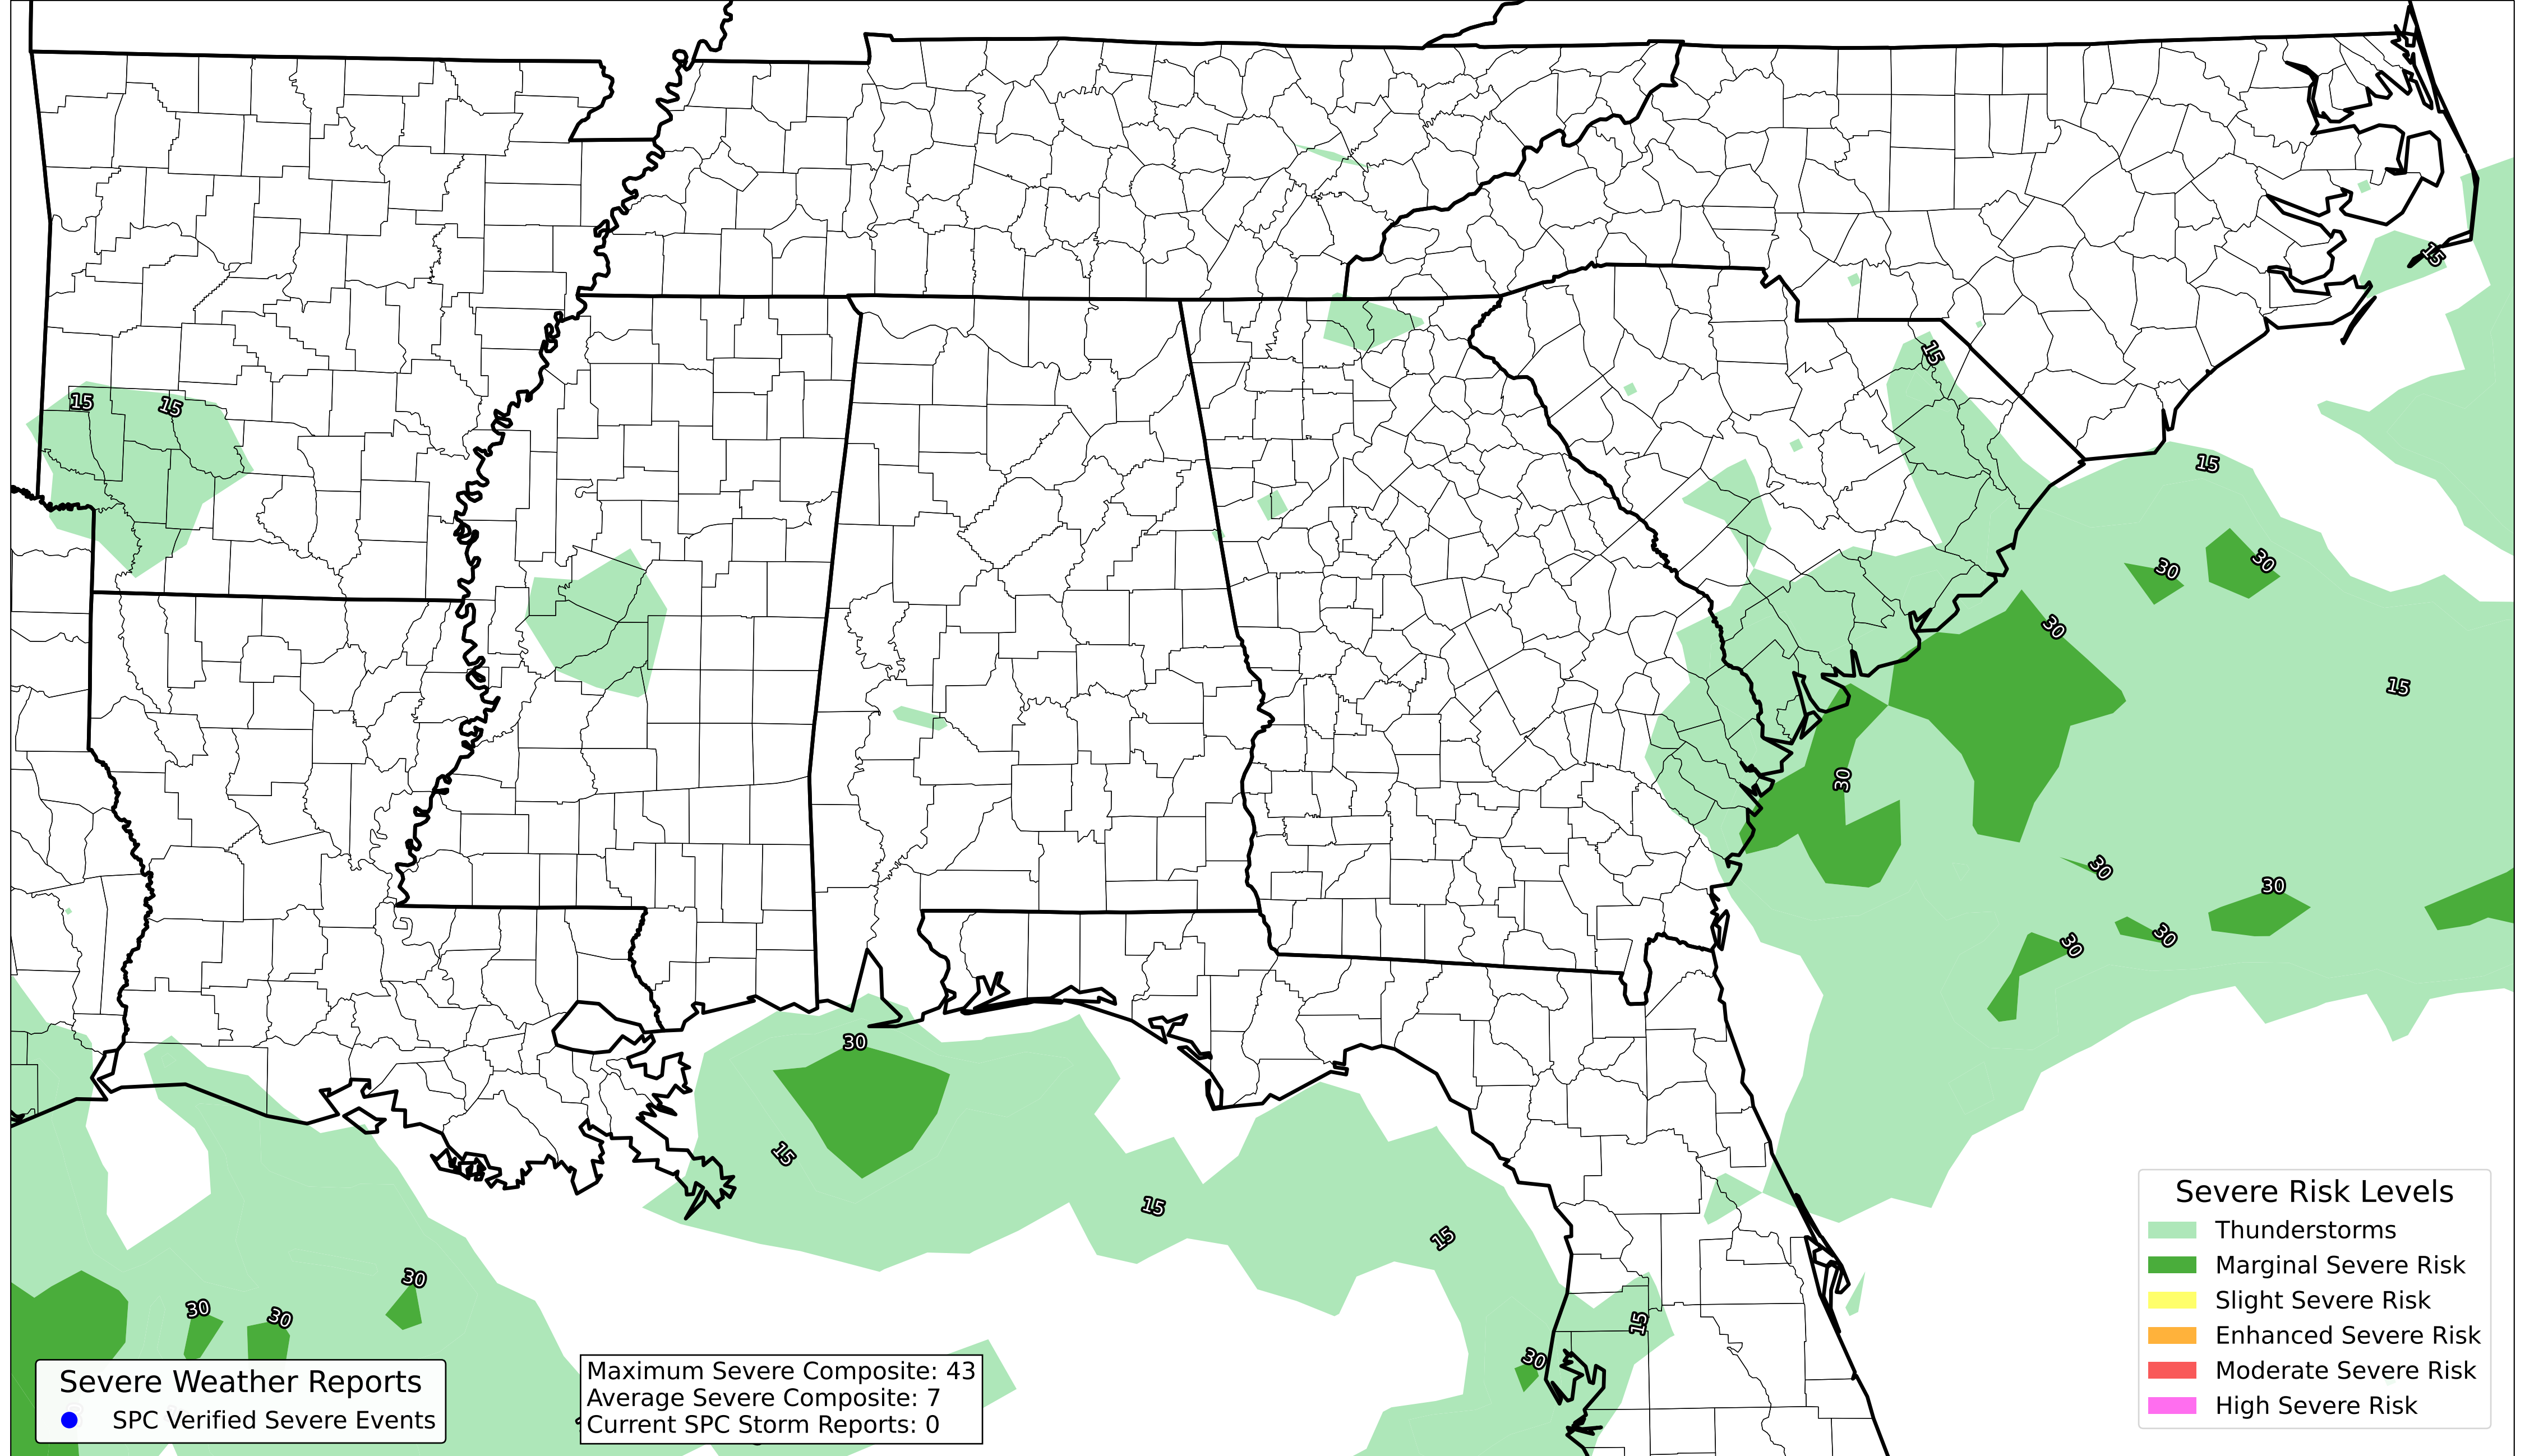 15
15
15
15
15
30
30
30
15
30
30
30
30
30
30
15
15
15
30
30
30
15
30
Severe Weather Reports
SPC Verified Severe Events
Maximum Severe Composite: 43
Average Severe Composite: 7
Current SPC Storm Reports: 0
Severe Risk Levels
Thunderstorms
Marginal Severe Risk
Slight Severe Risk
Enhanced Severe Risk
Moderate Severe Risk
High Severe Risk